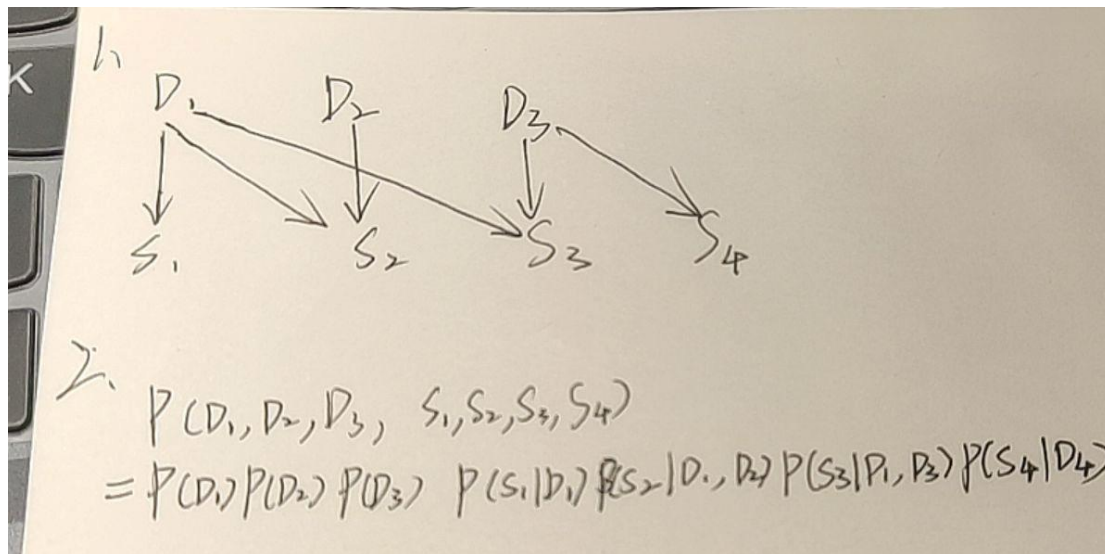 K
1.
D₁ D₂ D₃
S₁ S₂ S₃ S₄
2.
P(D₁, D₂, D₃, S₁, S₂, S₃, S₄)
= P(D₁) P(D₂) P(D₃) P(S₁|D₁) P(S₂|D₁, D₂) P(S₃|D₁, D₃) P(S₄|D₄)